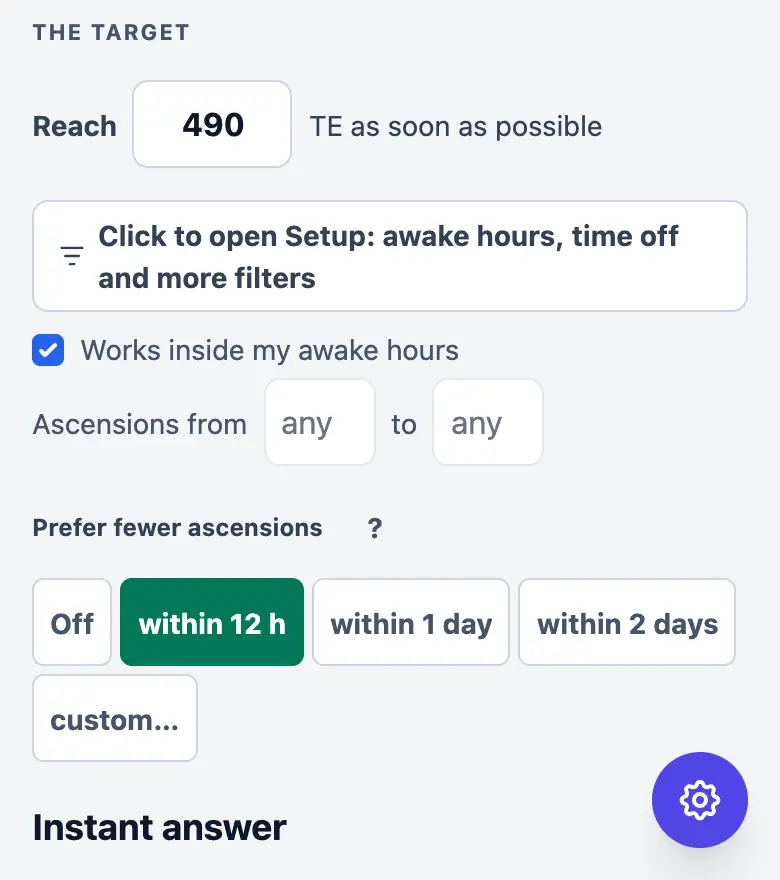 THE TARGET
Reach 490 TE as soon as possible
Click to open Setup: awake hours, time off
and more filters
Works inside my awake hours
Ascensions from any to any
Prefer fewer ascensions ?
Off within 12 h within 1 day within 2 days
custom...
Instant answer